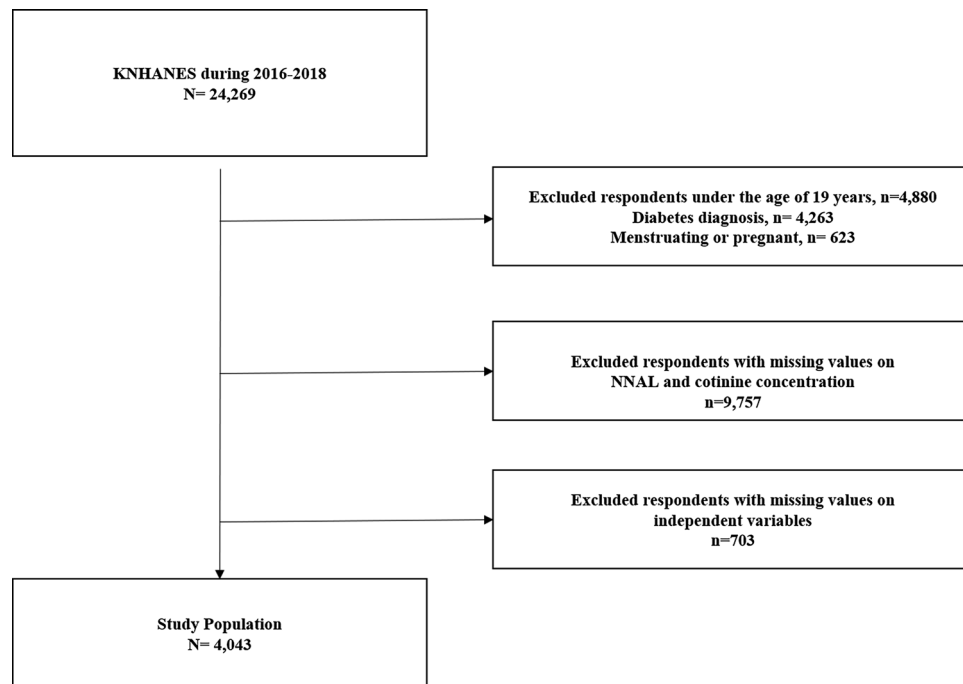 KNHANES during 2016-2018
N= 24,269
Excluded respondents under the age of 19 years, n=4,880
Diabetes diagnosis, n= 4,263
Menstruating or pregnant, n= 623
Excluded respondents with missing values on
NNAL and cotinine concentration
n=9,757
Excluded respondents with missing values on
independent variables
n=703
Study Population
N= 4,043